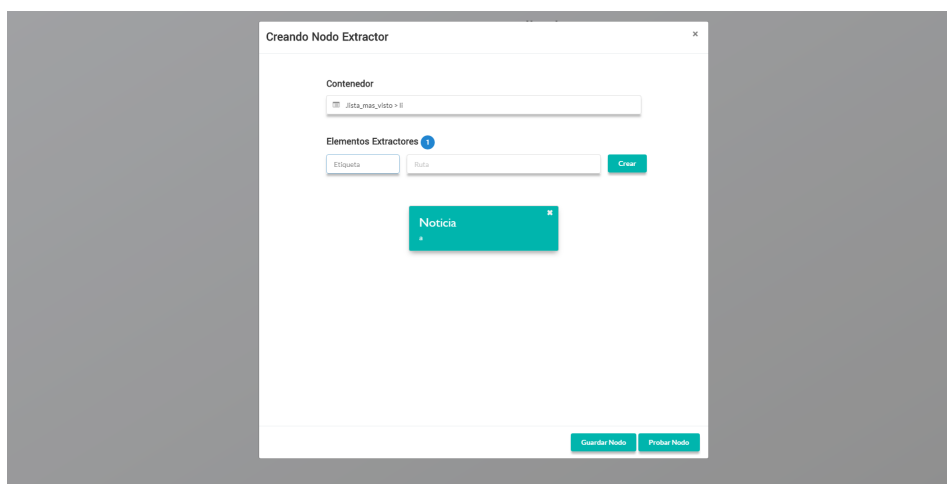 Creando Nodo Extractor
×
Contenedor
.lista_mas_visto > li
Elementos Extractores 1
Etiqueta
Ruta
Crear
Noticia
a
Guardar Nodo
Probar Nodo